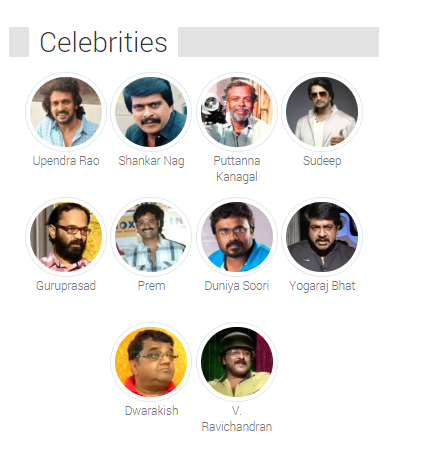 Celebrities
Upendra Rao
Shankar Nag
Puttanna
Kanagal
Sudeep
Guruprasad
Prem
Duniya Soori
Yogaraj Bhat
Dwarakish
V.
Ravichandran